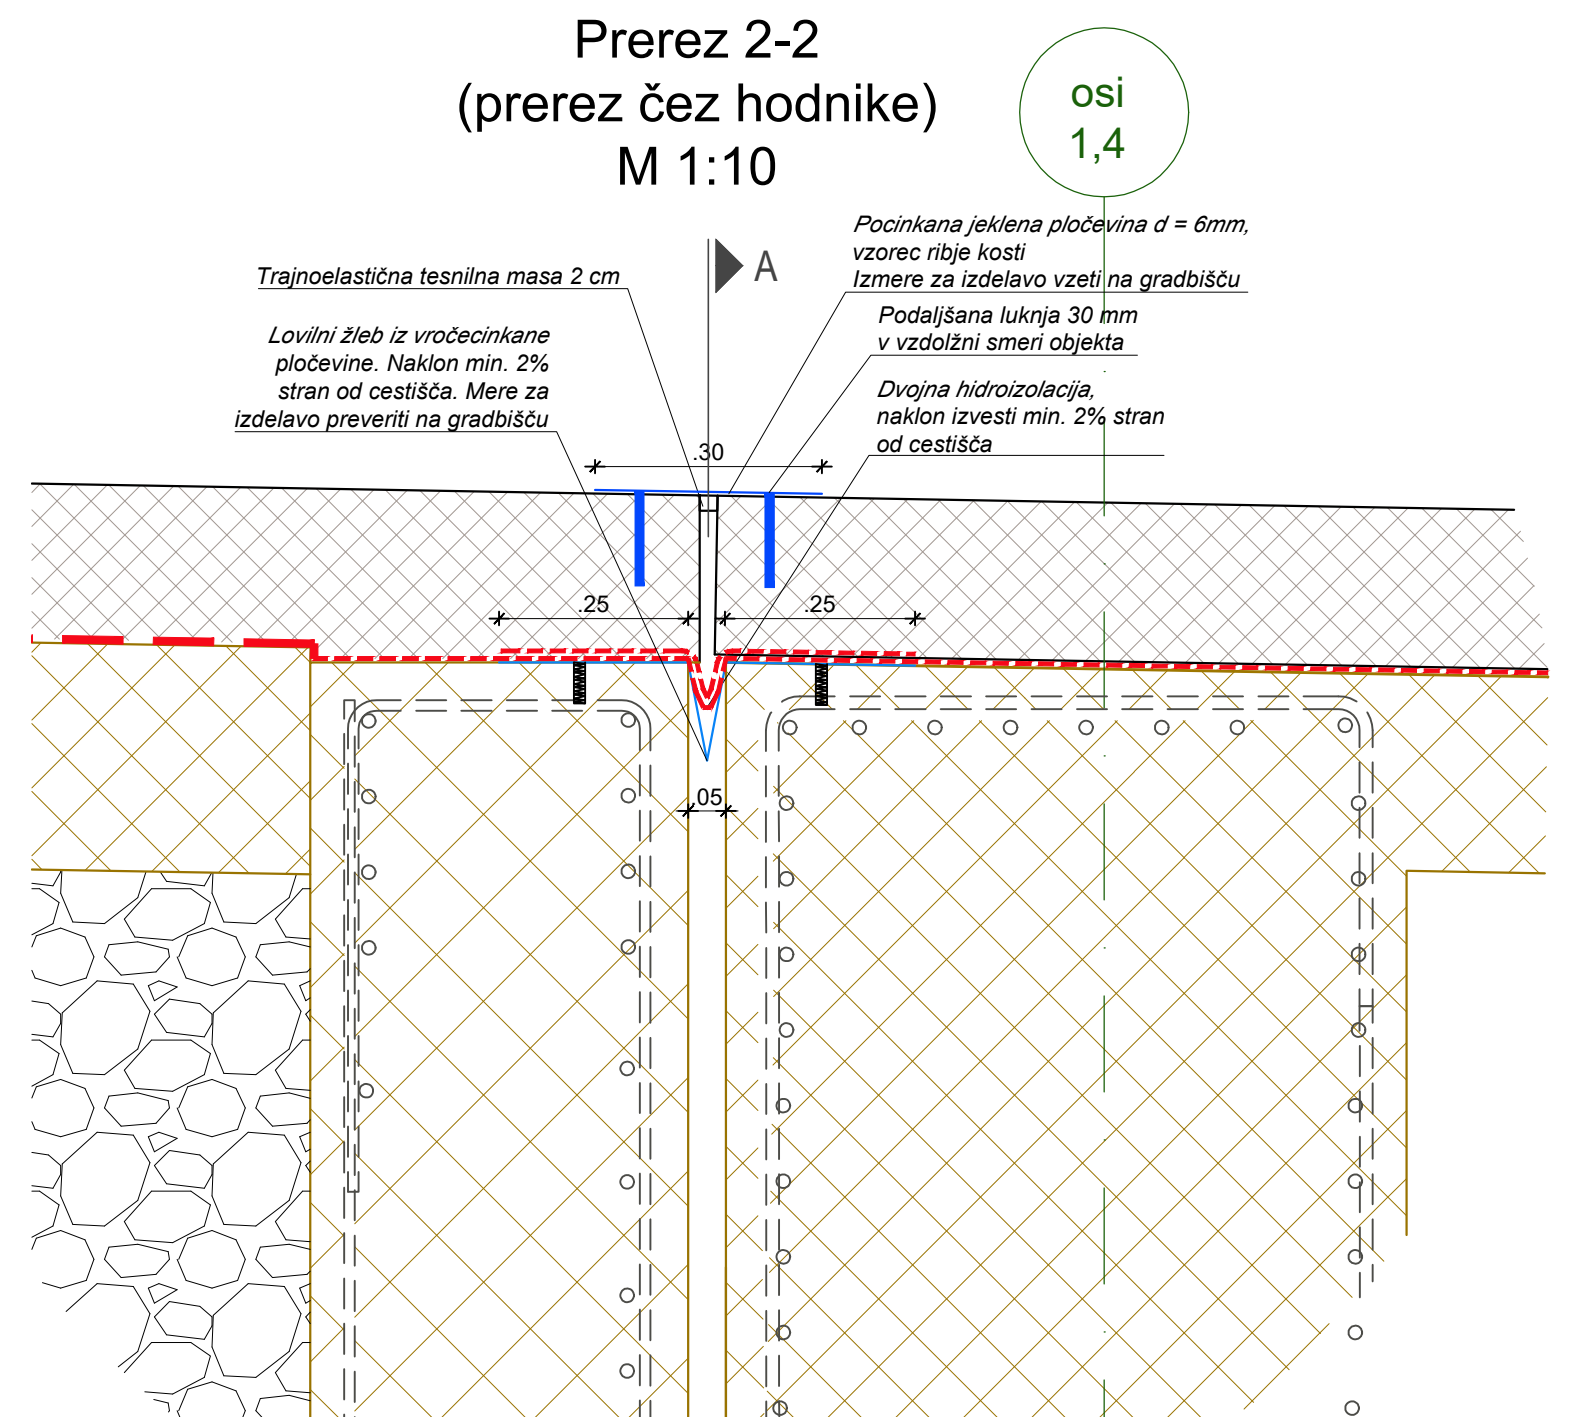 Prerez 2-2
(prerez čez hodnike)
M 1:10
osi
1,4
A
Trajnoelastična tesnilna masa 2 cm
Lovilni žleb iz vročecinkane
pločevine. Naklon min. 2%
stran od cestišča. Mere za
izdelavo preveriti na gradbišču
Pocinkana jeklena pločevina d = 6mm,
vzorec ribje kosti
Izmere za izdelavo vzeti na gradbišču
Podaljšana luknja 30 mm
v vzdolžni smeri objekta
Dvojna hidroizolacija,
naklon izvesti min. 2% stran
od cestišča
.30
.25
.25
.05